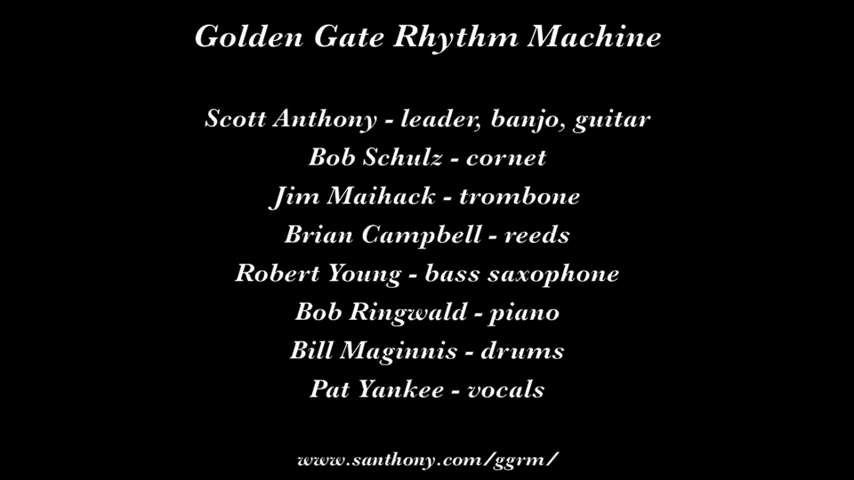 Golden Gate Rhythm Machine
Scott Anthony - leader, banjo, guitar
Bob Schulz - cornet
Jim Maihack - trombone
Brian Campbell - reeds
Robert Young - bass saxophone
Bob Ringwald - piano
Bill Maginnis - drums
Pat Yankee - vocals
www.santhony.com/ggrm/